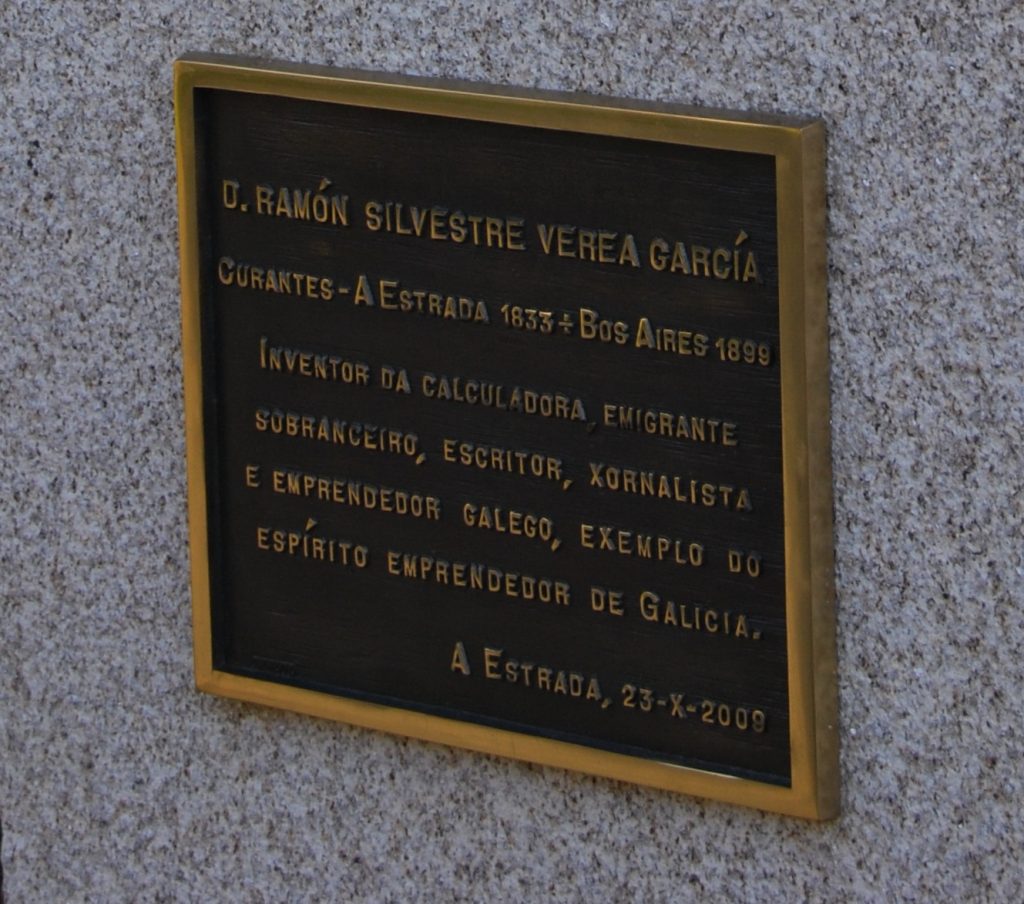 D. RAMÓN SILVESTRE VEREA GARCÍA
CURANTES - A ESTRADA 1833 ÷ BOS AIRES 1899
INVENTOR DA CALCULADORA, EMIGRANTE
SOBRANCEIRO, ESCRITOR, XORNALISTA
E EMPRENDEDOR GALEGO, EXEMPLO DO
ESPÍRITO EMPRENDEDOR DE GALICIA.
A ESTRADA, 23-X-2009